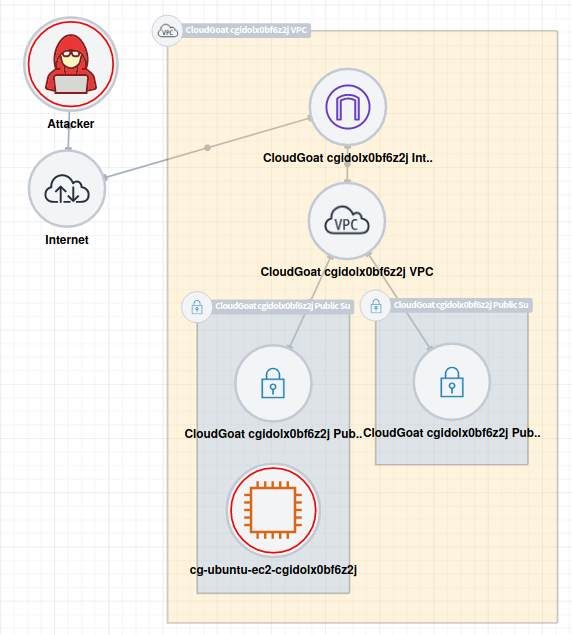 VPC CloudGoat cgidolx0bf6z2j VPC
Attacker
CloudGoat cgidolx0bf6z2j Int..
Internet
VPC
CloudGoat cgidolx0bf6z2j VPC
CloudGoat cgidolx0bf6z2j Public Su
CloudGoat cgidolx0bf6z2j Public Su
CloudGoat cgidolx0bf6z2j Pub..
CloudGoat cgidolx0bf6z2j Pub..
cg-ubuntu-ec2-cgidolx0bf6z2j